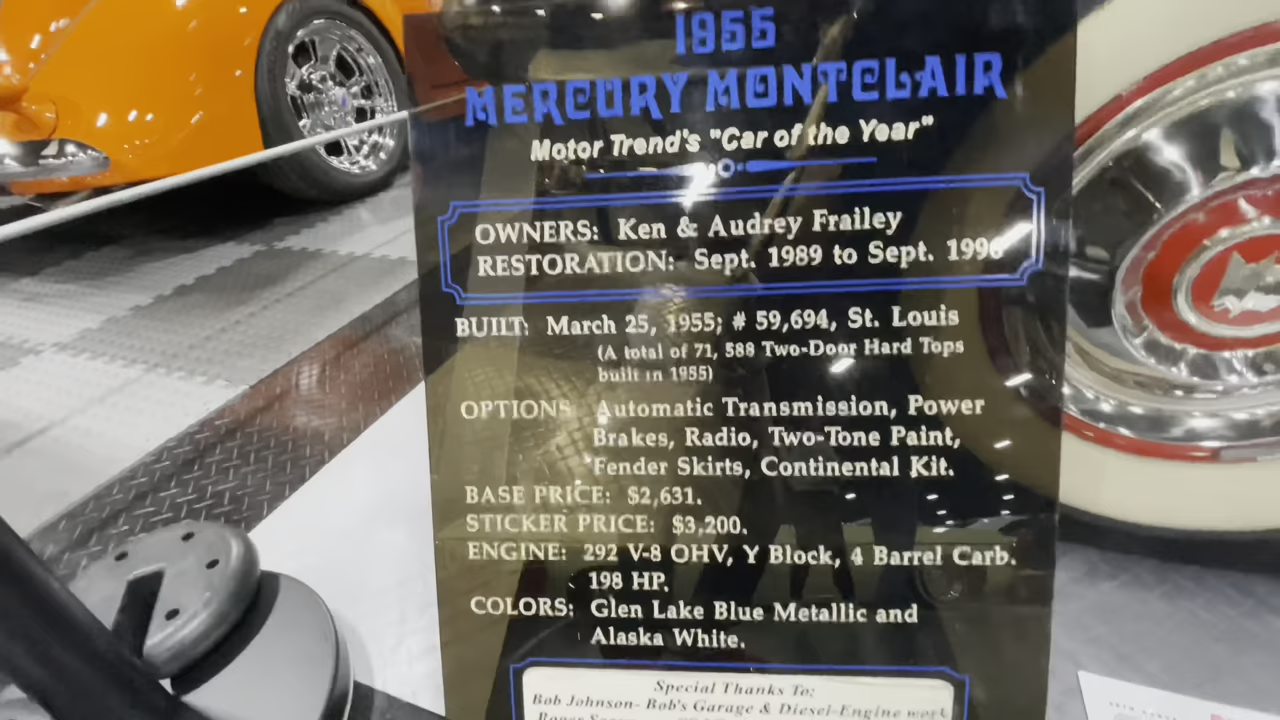 1955
MERCURY MONTCLAIR
Motor Trend's "Car of the Year"
OWNERS: Ken & Audrey Frailey
RESTORATION: Sept. 1989 to Sept. 1996
BUILT: March 25, 1955; # 59,694, St. Louis
(A total of 71, 588 Two-Door Hard Tops
built in 1955)
OPTIONS: Automatic Transmission, Power
Brakes, Radio, Two-Tone Paint,
Fender Skirts, Continental Kit.
BASE PRICE: $2,631.
STICKER PRICE: $3,200.
ENGINE: 292 V-8 OHV, Y Block, 4 Barrel Carb.
198 HP.
COLORS: Glen Lake Blue Metallic and
Alaska White.
Special Thanks To:
Bob Johnson- Bob's Garage & Diesel-Engine work